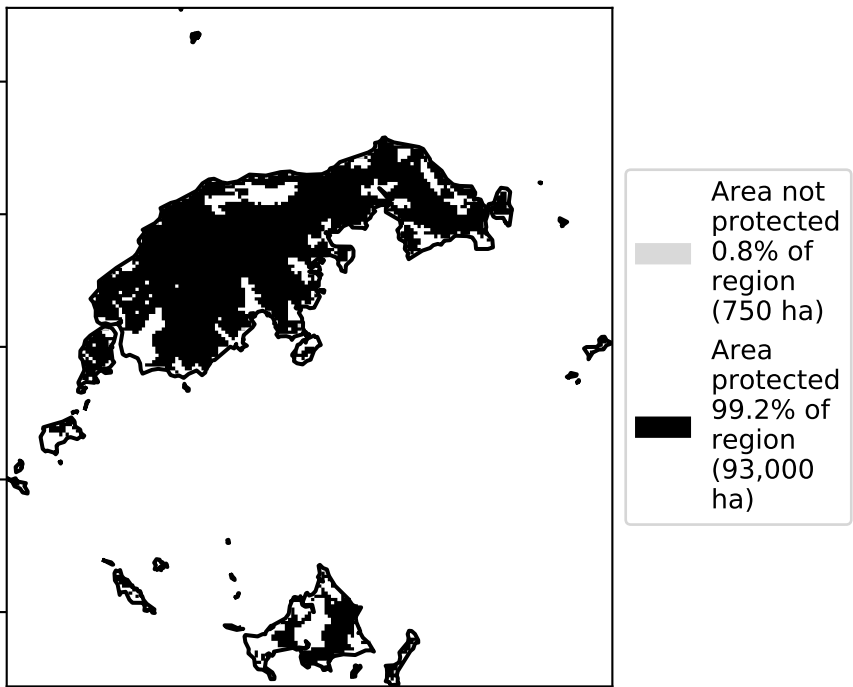 Area not
protected
0.8% of
region
(750 ha)
Area
protected
99.2% of
region
(93,000
ha)